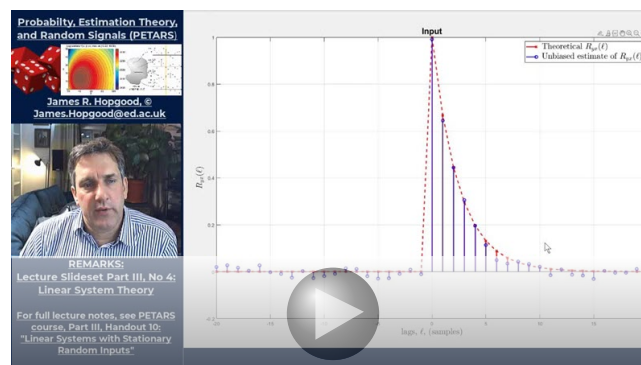 Probabilty, Estimation Theory,
and Random Signals (PETARS)
James R. Hopgood, ©
James.Hopgood@ed.ac.uk
REMARKS:
Lecture Slideset Part III, No 4:
Linear System Theory
For full lecture notes, see PETARS
course, Part III, Handout 10:
"Linear Systems with Stationary
Random Inputs"
Input
Theoretical R_yx(ℓ)
Unbiased estimate of R_yx(ℓ)
R_yx(ℓ)
1
0.8
0.6
0.4
0.2
0
-20 -15 -10 -5 0 5 10 15
lags, ℓ, (samples)